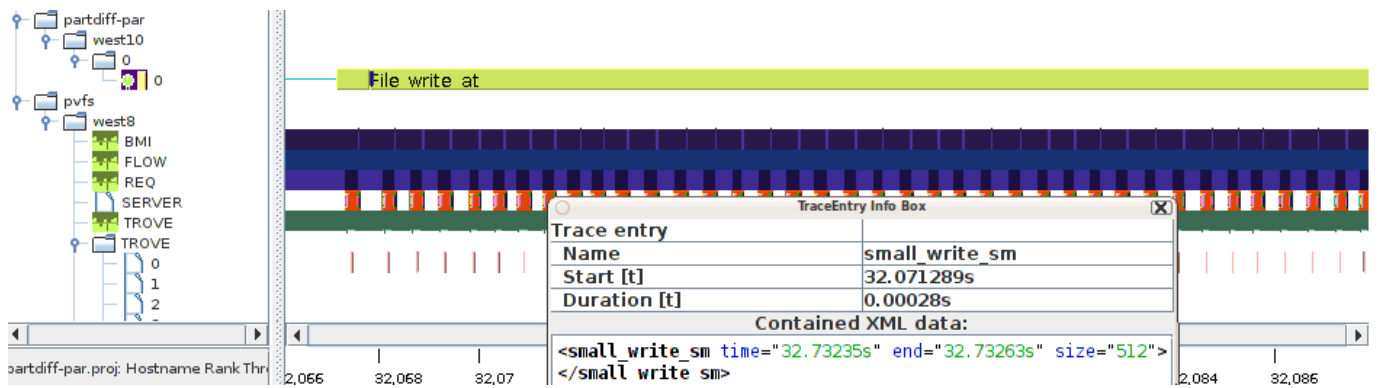 partdiff-par
west10
0
0
File write at
pvfs
west8
BMI
FLOW
REQ
SERVER
TROVE
TROVE
0
1
2
TraceEntry Info Box
Trace entry
Name small_write_sm
Start [t] 32.071289s
Duration [t] 0.00028s
Contained XML data:
<small_write_sm time="32.73235s" end="32.73263s" size="512">
</small_write_sm>
partdiff-par.proj: Hostname Rank Thr
2,066 32,068 32,07 2,084 32,086